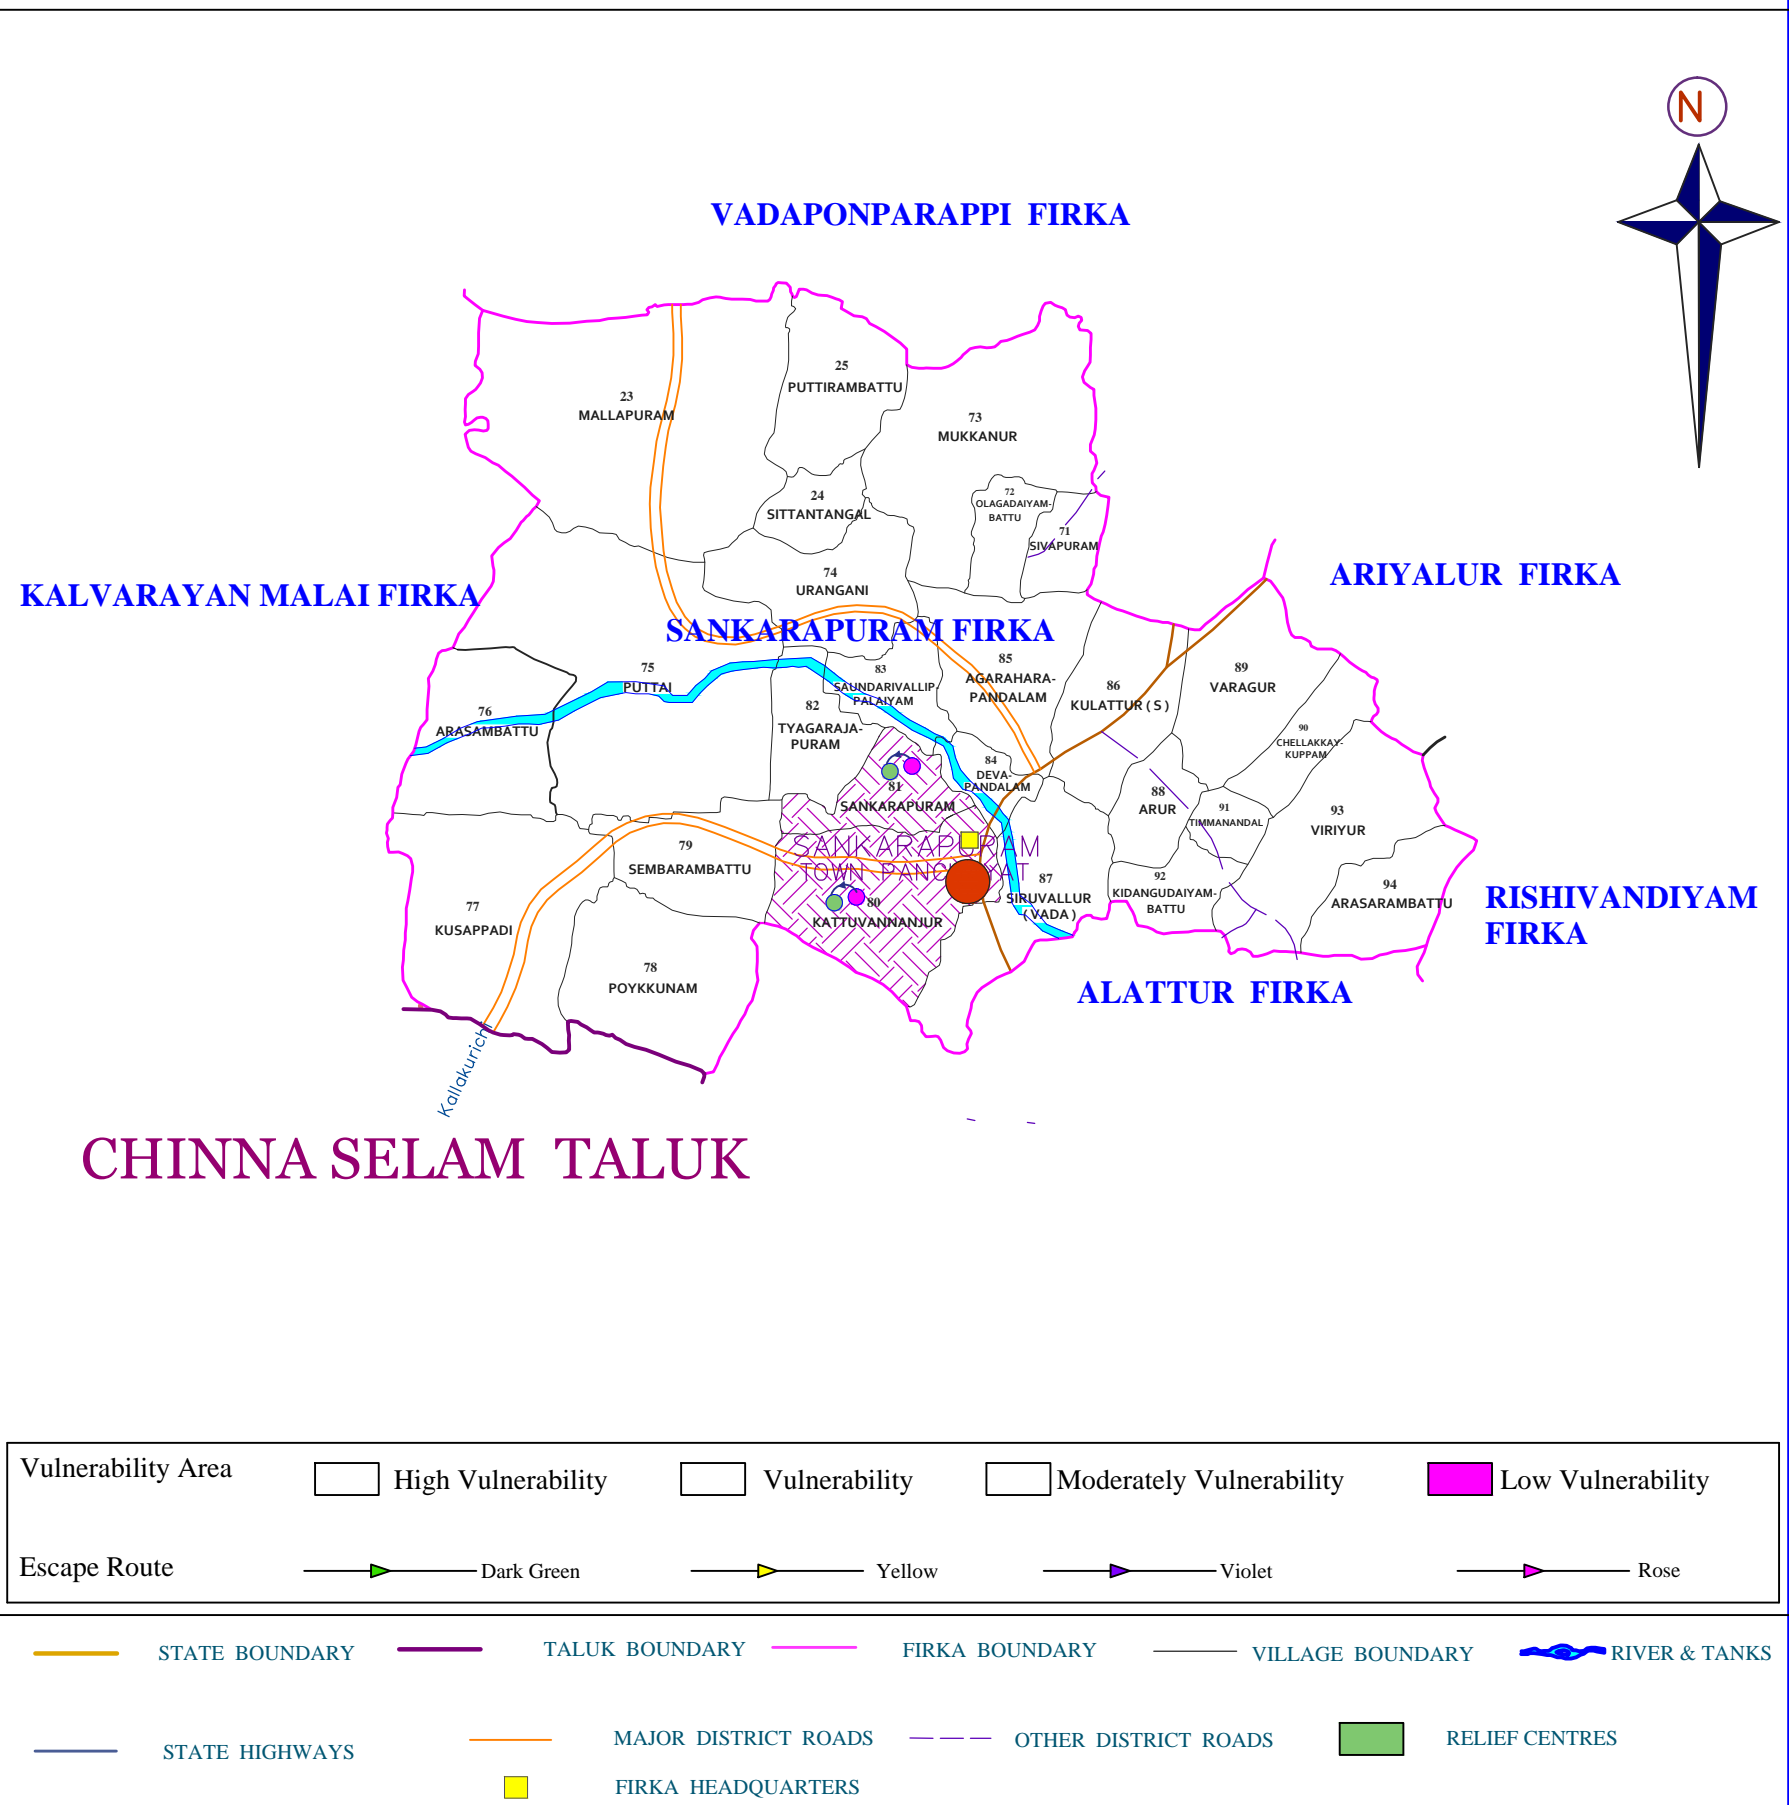 N
VADAPONPARAPPI FIRKA
25
PUTTIRAMBATTU
23
MALLAPURAM
73
MUKKANUR
24
SITTANTANGAL
72
OLAGADAIYAM-
BATTU
71
SIVAPURAM
74
URANGANI
ARIYALUR FIRKA
KALVARAYAN MALAI FIRKA
SANKARAPURAM FIRKA
75
PUTTAI
83
SAUNDARIVALLIP-
PALAIYAM
85
AGARAHARA-
PANDALAM
86
KULATTUR ( S )
89
VARAGUR
76
ARASAMBATTU
82
TYAGARAJA-
PURAM
90
CHELLAKKAY-
KUPPAM
84
DEVA-
PANDALAM
81
SANKARAPURAM
88
ARUR
91
TIMMANANDAL
93
VIRIYUR
SANKARAPURAM
TOWN PANCHAYAT
79
SEMBARAMBATTU
87
SIRUVALLUR
( VADA )
92
KIDANGUDAIYAM-
BATTU
94
ARASARAMBATTU
RISHIVANDIYAM
FIRKA
77
KUSAPPADI
80
KATTUVANNANJUR
78
POYKKUNAM
ALATTUR FIRKA
Kallakurichi
CHINNA SELAM TALUK
Vulnerability Area
High Vulnerability
Vulnerability
Moderately Vulnerability
Low Vulnerability
Escape Route
Dark Green
Yellow
Violet
Rose
STATE BOUNDARY
TALUK BOUNDARY
FIRKA BOUNDARY
VILLAGE BOUNDARY
RIVER & TANKS
STATE HIGHWAYS
MAJOR DISTRICT ROADS
OTHER DISTRICT ROADS
RELIEF CENTRES
FIRKA HEADQUARTERS